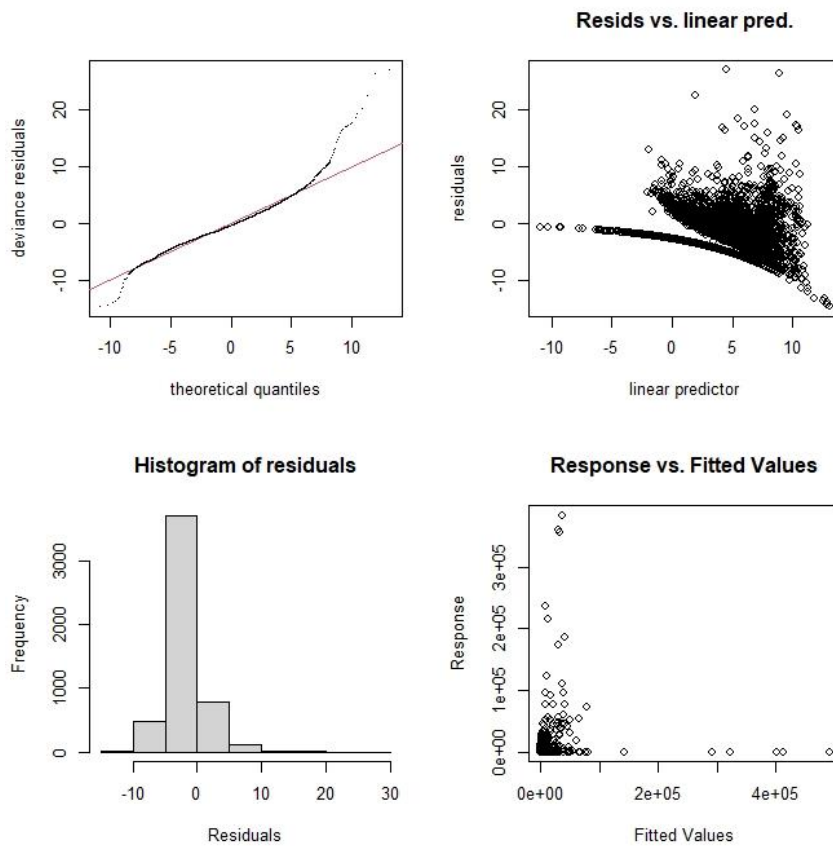 Resids vs. linear pred.
deviance residuals
20
10
0
-10
-10
-5
0
5
10
theoretical quantiles
residuals
20
10
0
-10
-10
-5
0
5
10
linear predictor
Histogram of residuals
Frequency
3000
2000
1000
0
-10
0
10
20
30
Residuals
Response vs. Fitted Values
Response
3e+05
2e+05
1e+05
0e+00
0e+00
2e+05
4e+05
Fitted Values